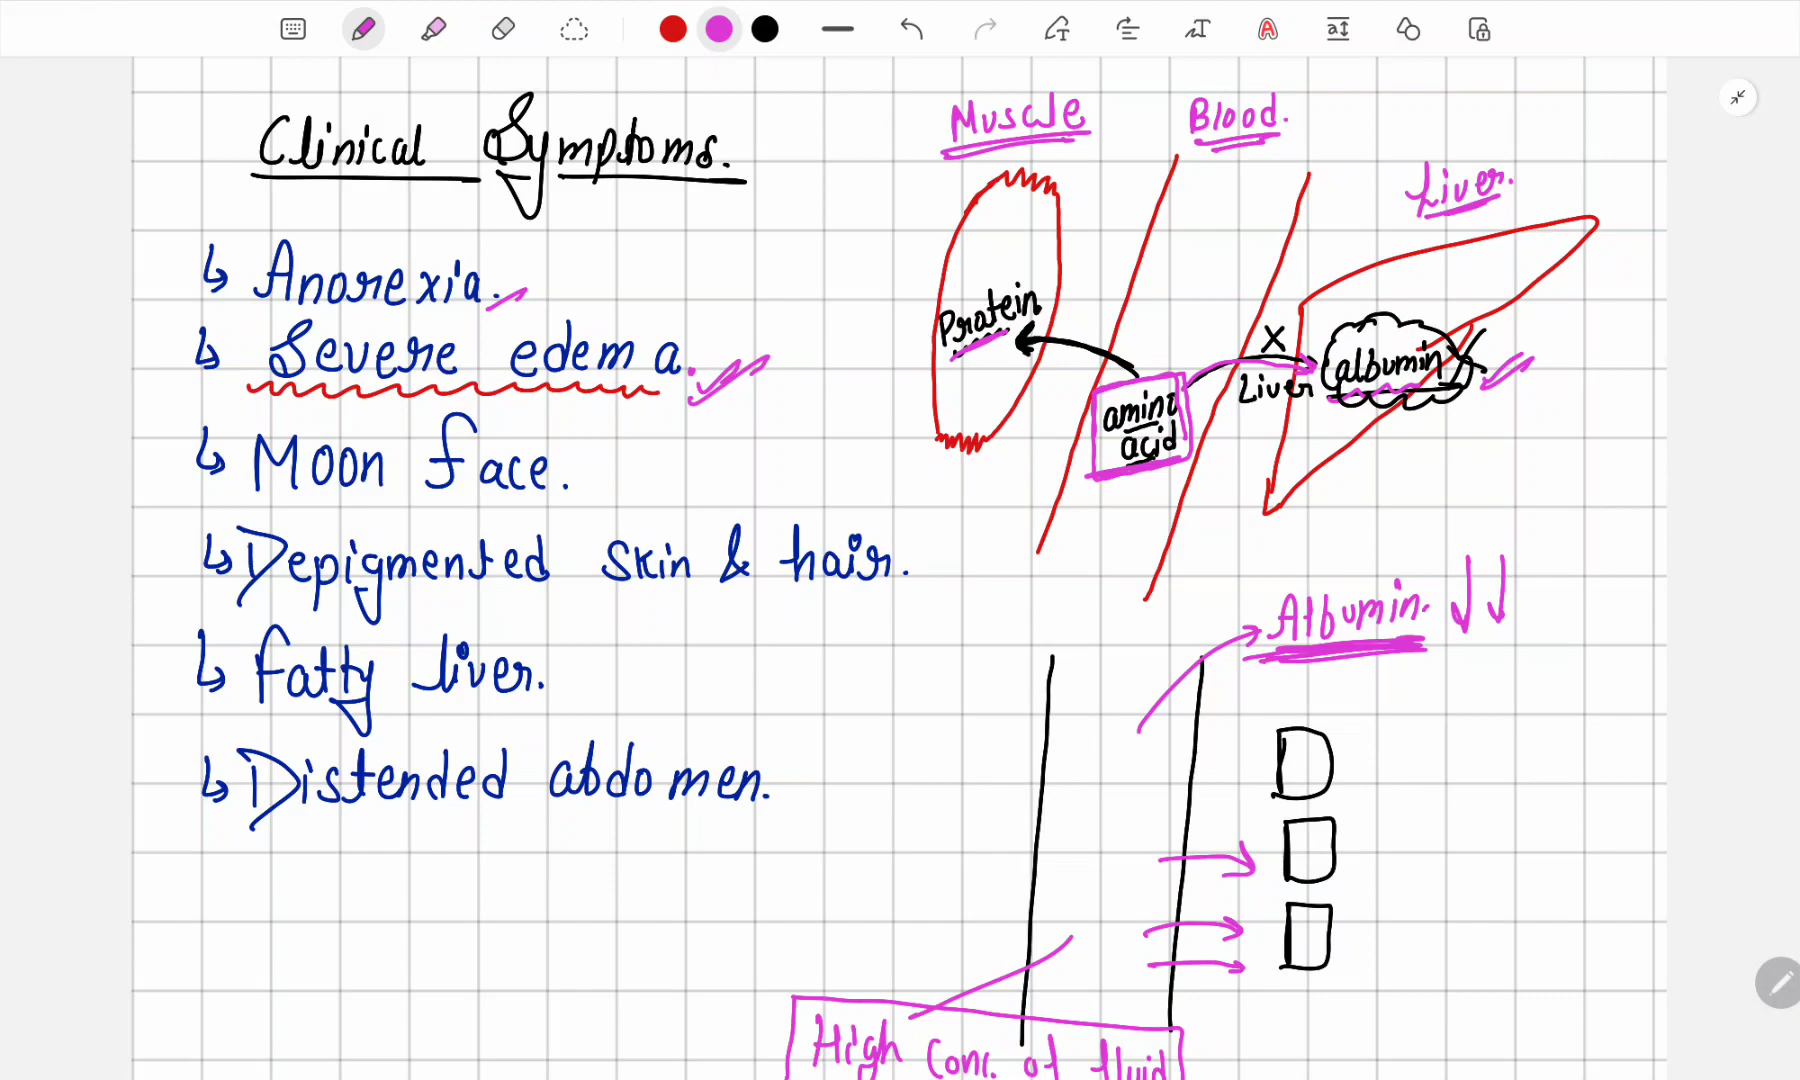 Clinical Symptoms.
↳ Anorexia.
↳ Severe edema.
↳ Moon face.
↳ Depigmented skin & hair.
↳ Fatty liver.
↳ Distended abdomen.
Muscle
Blood.
Liver.
Protein
amino
acid
X
Liver
albumin
Albumin. ↓↓
High Conc. of fluid